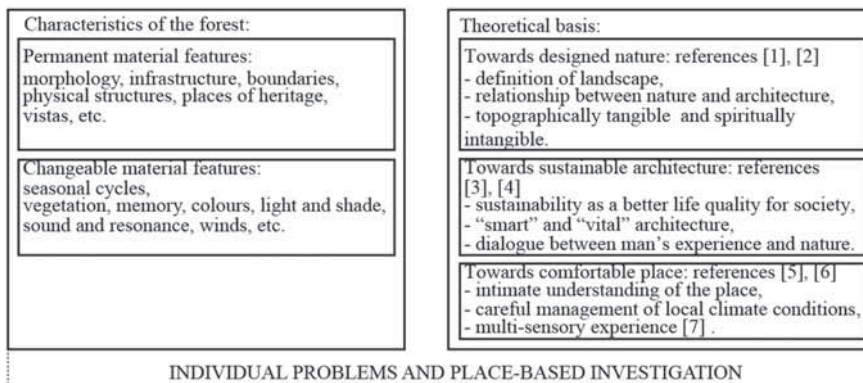 Characteristics of the forest:
Permanent material features:
morphology, infrastructure, boundaries,
physical structures, places of heritage,
vistas, etc.
Changeable material features:
seasonal cycles,
vegetation, memory, colours, light and shade,
sound and resonance, winds, etc.
Theoretical basis:
Towards designed nature: references [1], [2]
- definition of landscape,
- relationship between nature and architecture,
- topographically tangible and spiritually
intangible.
Towards sustainable architecture: references
[3], [4]
- sustainability as a better life quality for society,
- “smart” and “vital” architecture,
- dialogue between man’s experience and nature.
Towards comfortable place: references [5], [6]
- intimate understanding of the place,
- careful management of local climate conditions,
- multi-sensory experience [7] .
INDIVIDUAL PROBLEMS AND PLACE-BASED INVESTIGATION